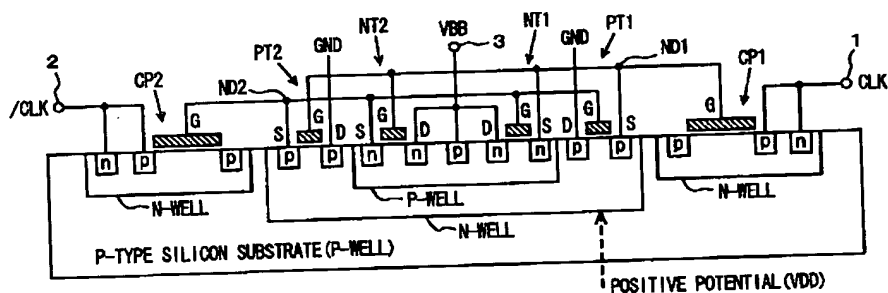 NT2 VBB 3 NT1 PT1
PT2 GND GND ND1 1
2 CP2 ND2 CP1
/CLK CLK
G G G G G G
S D S D D S D S
n p p p p n n p n n p p p p n
P-WELL
N-WELL N-WELL N-WELL
P-TYPE SILICON SUBSTRATE(P-WELL)
POSITIVE POTENTIAL(VDD)